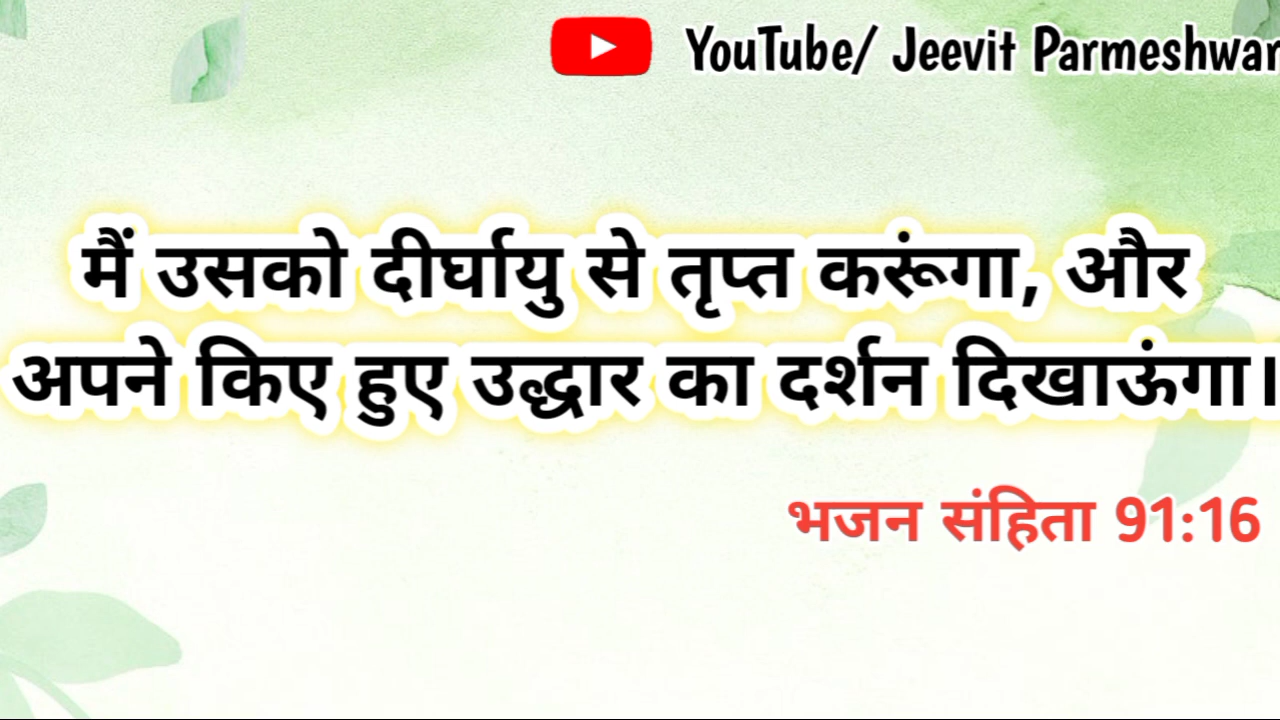 YouTube/ Jeevit Parmeshwar
मैं उसको दीर्घायु से तृप्त करूंगा, और
अपने किए हुए उद्धार का दर्शन दिखाऊंगा।
भजन संहिता 91:16